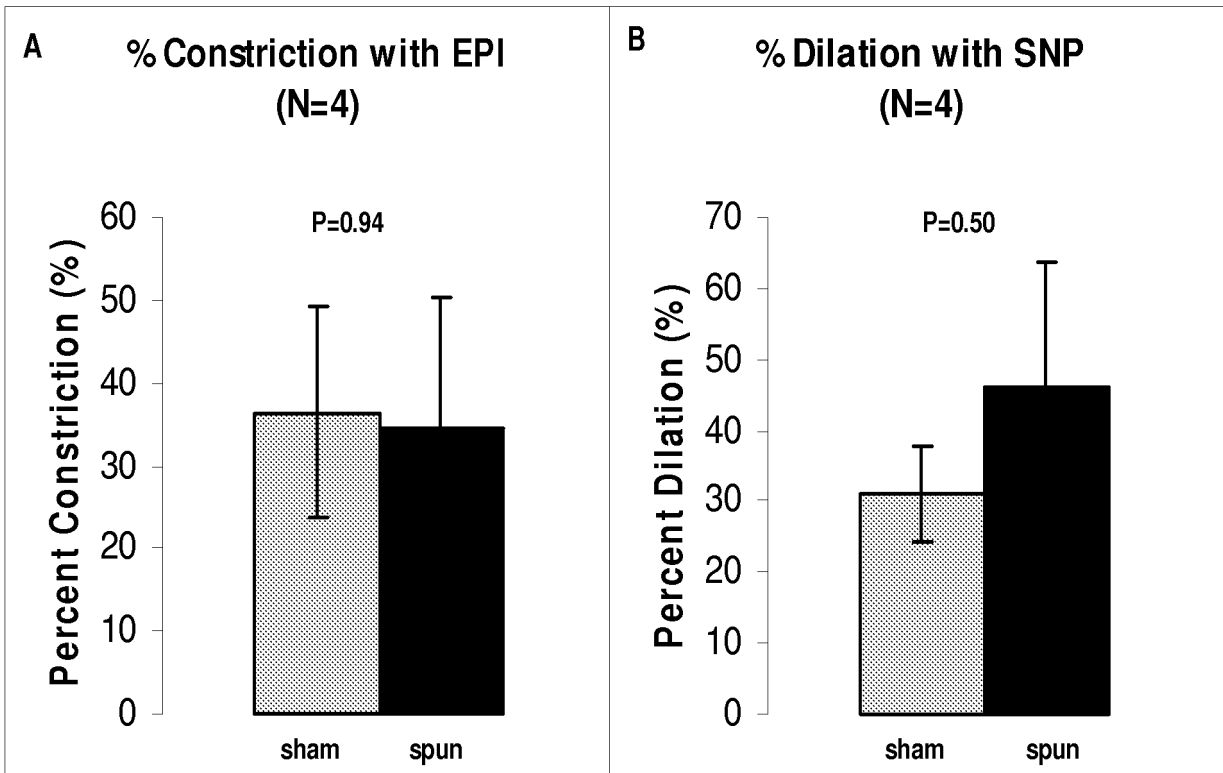 A
% Constriction with EPI
(N=4)
P=0.94
Percent Constriction (%)
60
50
40
30
20
10
0
sham spun
B
% Dilation with SNP
(N=4)
P=0.50
Percent Dilation (%)
70
60
50
40
30
20
10
0
sham spun